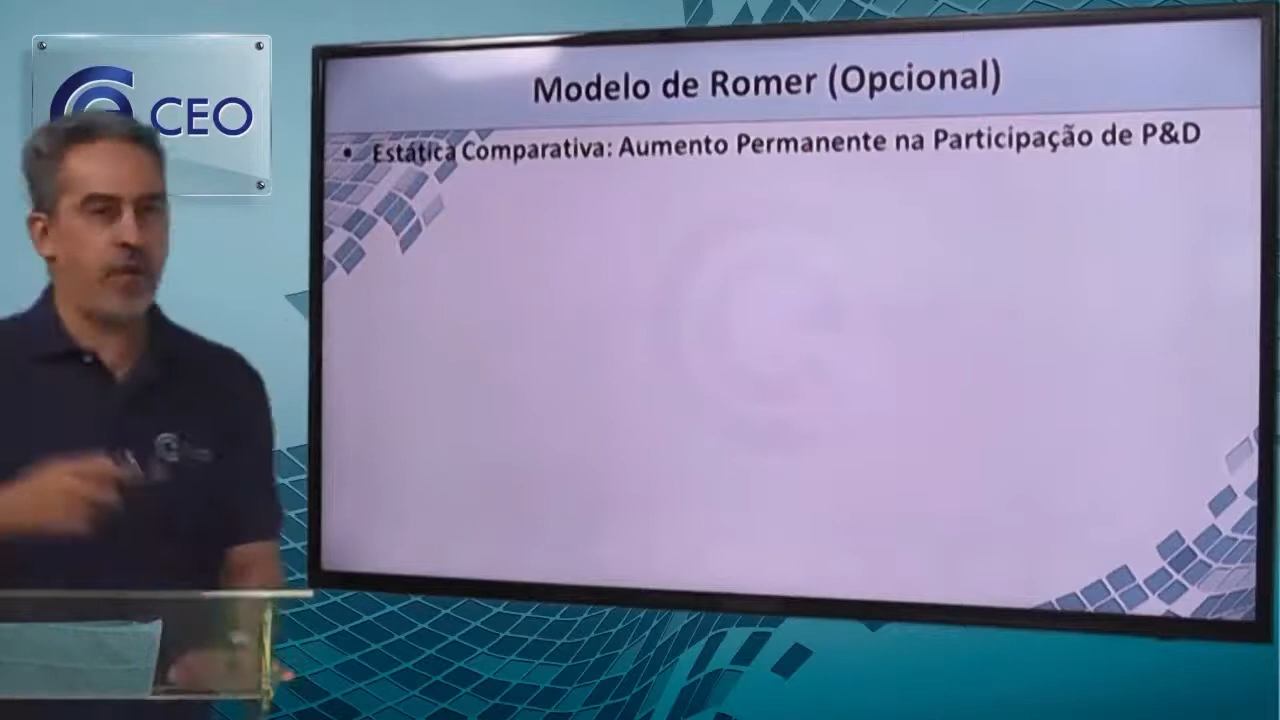 CEO
Modelo de Romer (Opcional)
• Estática Comparativa: Aumento Permanente na Participação de P&D